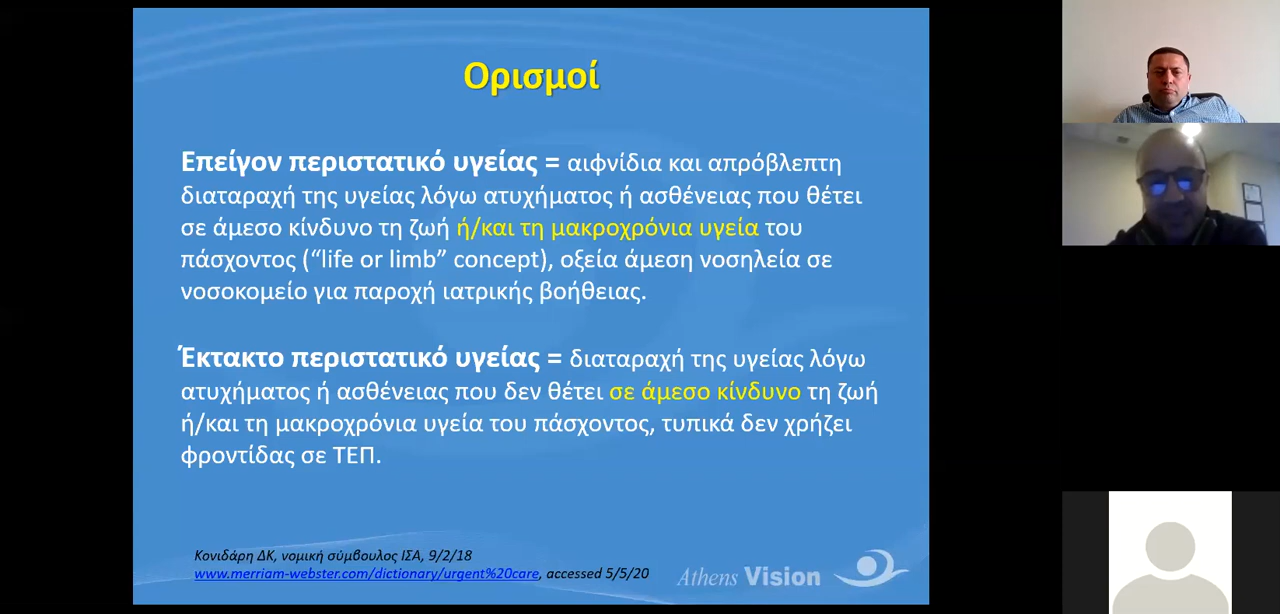 Ορισμοί
Επείγον περιστατικό υγείας = αιφνίδια και απρόβλεπτη
διαταραχή της υγείας λόγω ατυχήματος ή ασθένειας που θέτει
σε άμεσο κίνδυνο τη ζωή ή/και τη μακροχρόνια υγεία του
πάσχοντος (“life or limb” concept), οξεία άμεση νοσηλεία σε
νοσοκομείο για παροχή ιατρικής βοήθειας.
Έκτακτο περιστατικό υγείας = διαταραχή της υγείας λόγω
ατυχήματος ή ασθένειας που δεν θέτει σε άμεσο κίνδυνο τη ζωή
ή/και τη μακροχρόνια υγεία του πάσχοντος, τυπικά δεν χρήζει
φροντίδας σε ΤΕΠ.
Κονιδάρη ΔΚ, νομική σύμβουλος ΙΣΑ, 9/2/18
www.merriam-webster.com/dictionary/urgent%20care, accessed 5/5/20
Athens Vision